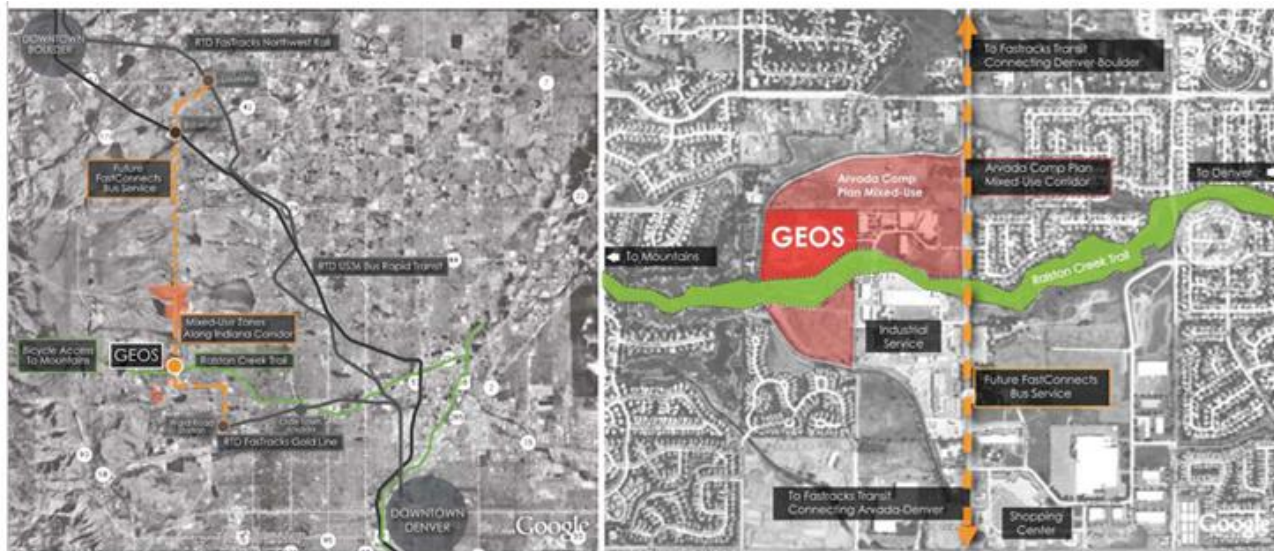 DOWNTOWN
BOULDER
RTD FasTracks Northwest Rail
Future
FastConnects
Bus Service
RTD US36 Bus Rapid Transit
Mixed-Use Zones
Along Indiana Corridor
Bicycle Access
To Mountains
GEOS
Ralston Creek Trail
RTD FasTracks Gold Line
DOWNTOWN
DENVER
Google
To Fastracks Transit
Connecting Denver-Boulder
Arvada Comp
Plan Mixed-Use
Arvada Comp Plan
Mixed-Use Corridor
To Denver
GEOS
To Mountains
Ralston Creek Trail
Industrial
Service
Future FastConnects
Bus Service
To Fastracks Transit
Connecting Arvada-Denver
Shopping
Center
Google